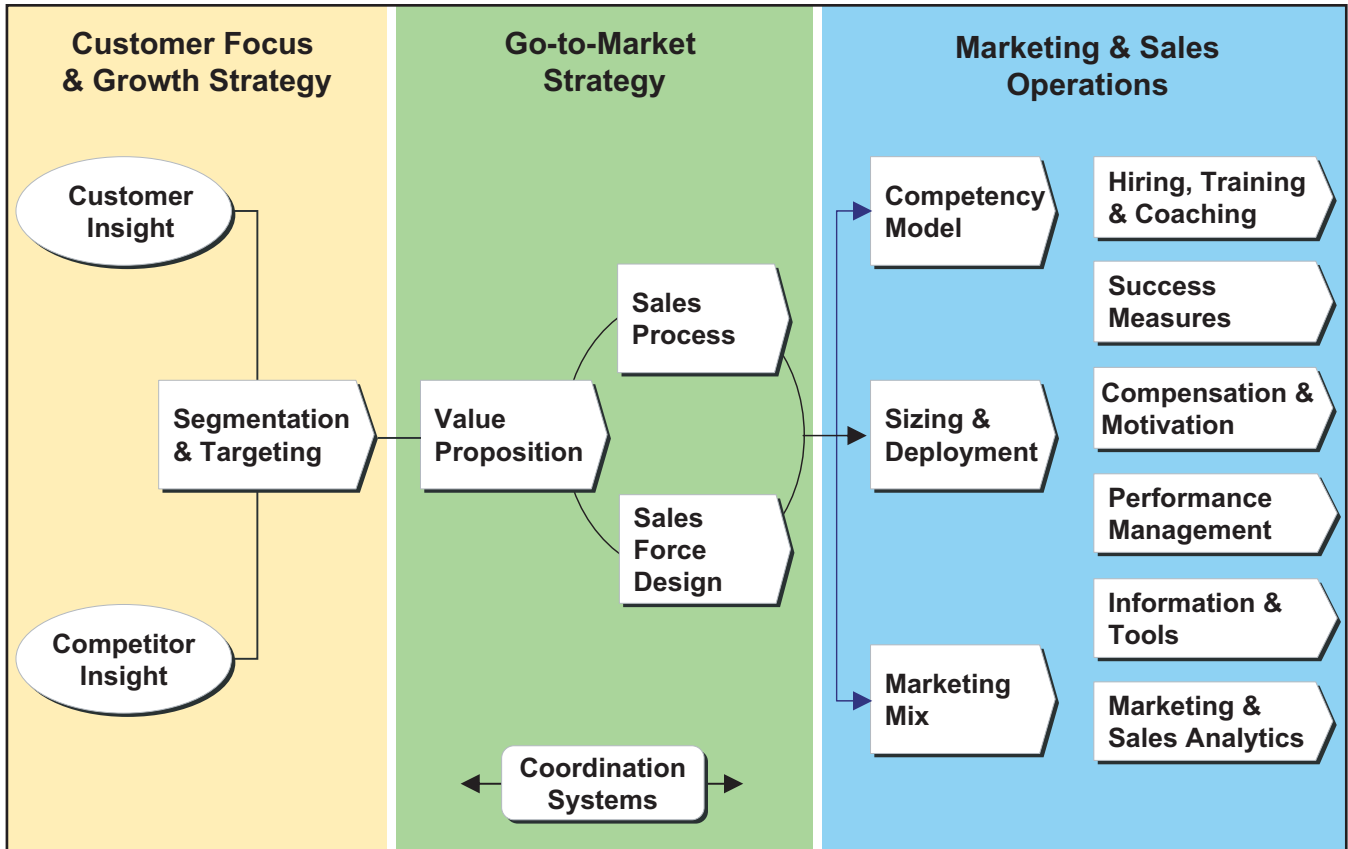 Customer Focus
& Growth Strategy
Customer
Insight
Segmentation
& Targeting
Competitor
Insight
Go-to-Market
Strategy
Sales
Process
Value
Proposition
Sales
Force
Design
Coordination
Systems
Marketing & Sales
Operations
Competency
Model
Sizing &
Deployment
Marketing
Mix
Hiring, Training
& Coaching
Success
Measures
Compensation &
Motivation
Performance
Management
Information &
Tools
Marketing &
Sales Analytics